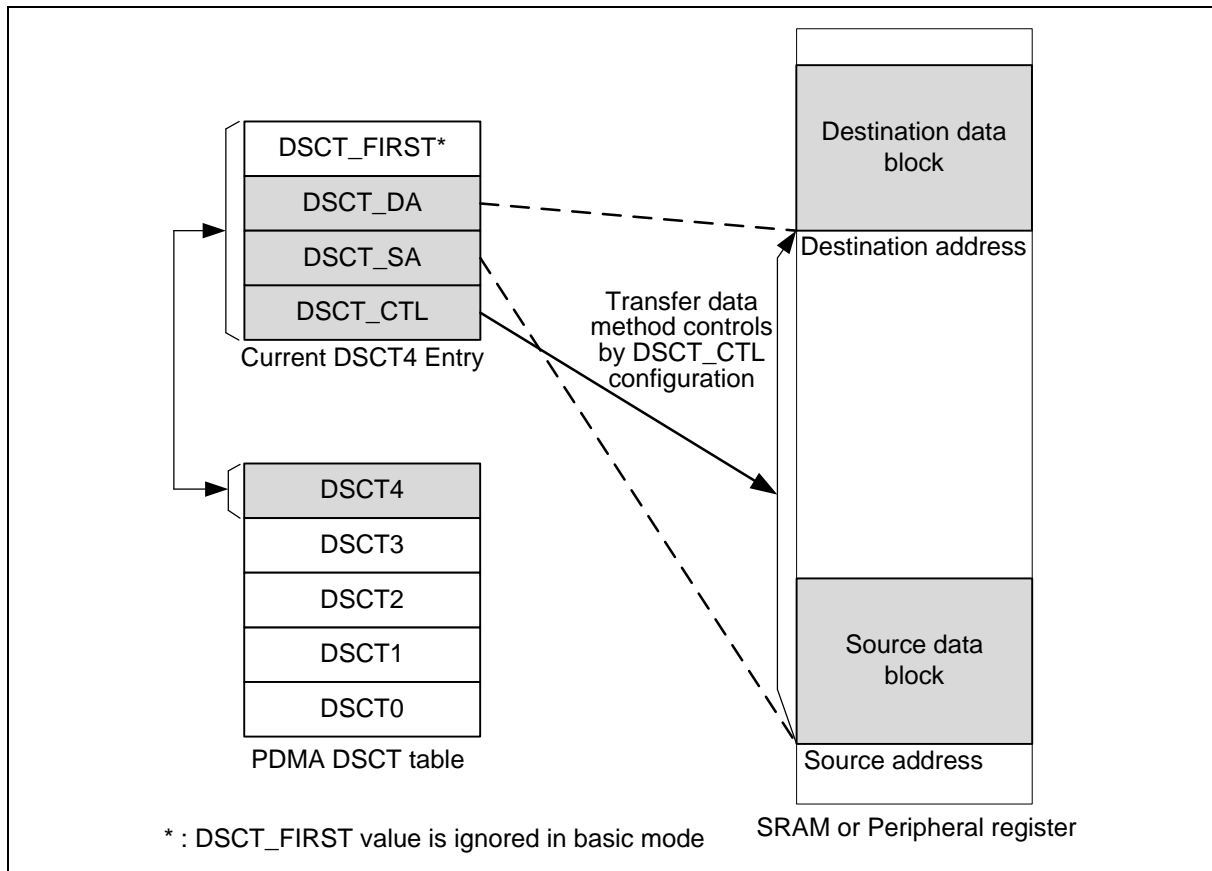 DSCT_FIRST*
DSCT_DA
DSCT_SA
DSCT_CTL
Current DSCT4 Entry
DSCT4
DSCT3
DSCT2
DSCT1
DSCT0
PDMA DSCT table
* : DSCT_FIRST value is ignored in basic mode
Transfer data
method controls
by DSCT_CTL
configuration
Destination data
block
Destination address
Source data
block
Source address
SRAM or Peripheral register